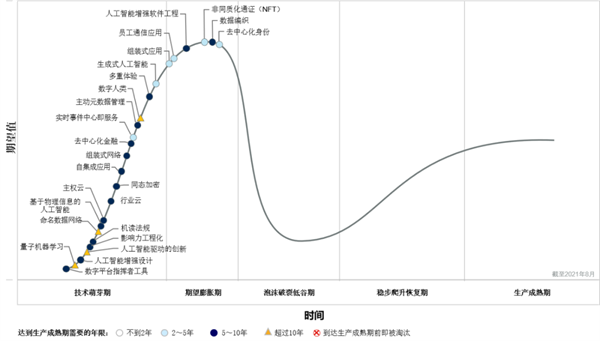 非同质化通证（NFT）
人工智能增强软件工程
数据编织
员工通信应用
去中心化身份
组装式应用
生成式人工智能
多重体验
数字人类
主动元数据管理
实时事件中心即服务
去中心化金融
组装式网络
自集成应用
同态加密
主权云
行业云
基于物理信息的
人工智能
命名数据网络
机读法规
影响力工程化
量子机器学习
人工智能驱动的创新
人工智能增强设计
数字平台指挥者工具
期望值
截至2021年8月
技术萌芽期
期望膨胀期
泡沫破裂低谷期
稳步爬升恢复期
生产成熟期
时间
达到生产成熟期需要的年限：
不到2年
2～5年
5～10年
超过10年
到达生产成熟期前即被淘汰